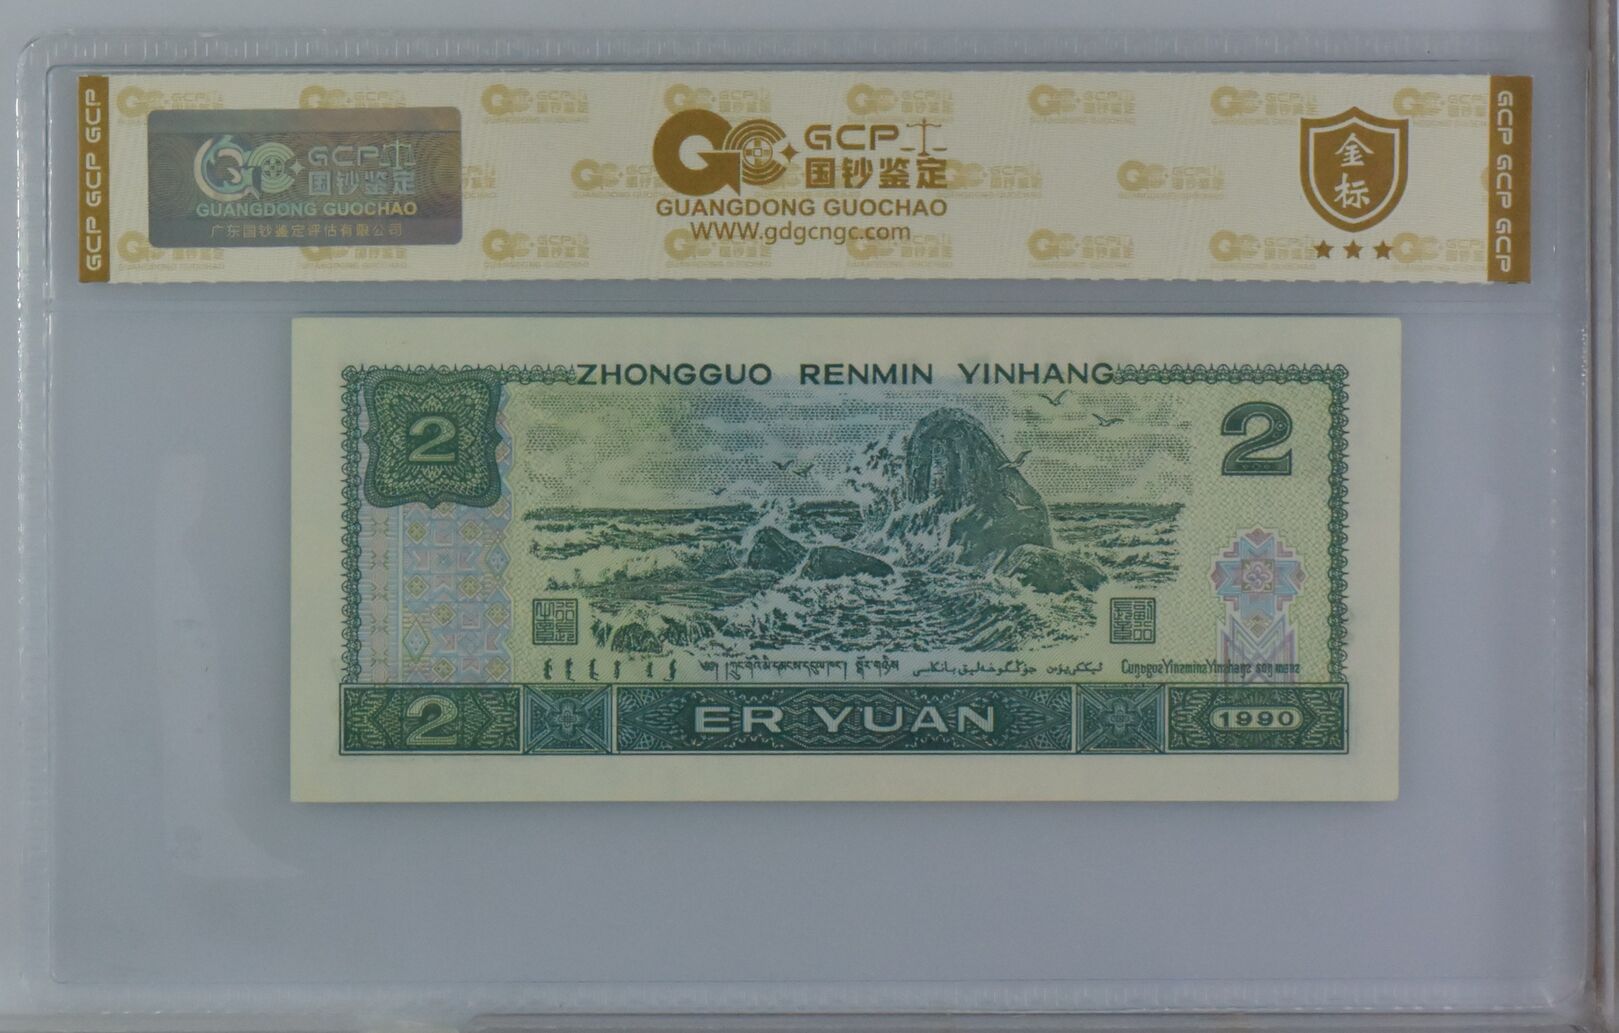 GCP GCP GCP
GCP
国钞鉴定
GUANGDONG GUOCHAO
广东国钞鉴定评估有限公司
GCP
国钞鉴定
GUANGDONG GUOCHAO
WWW.gdgcngc.com
金
标
GCP GCP GCP
ZHONGGUO RENMIN YINHANG
2
2
2
ER YUAN
1990